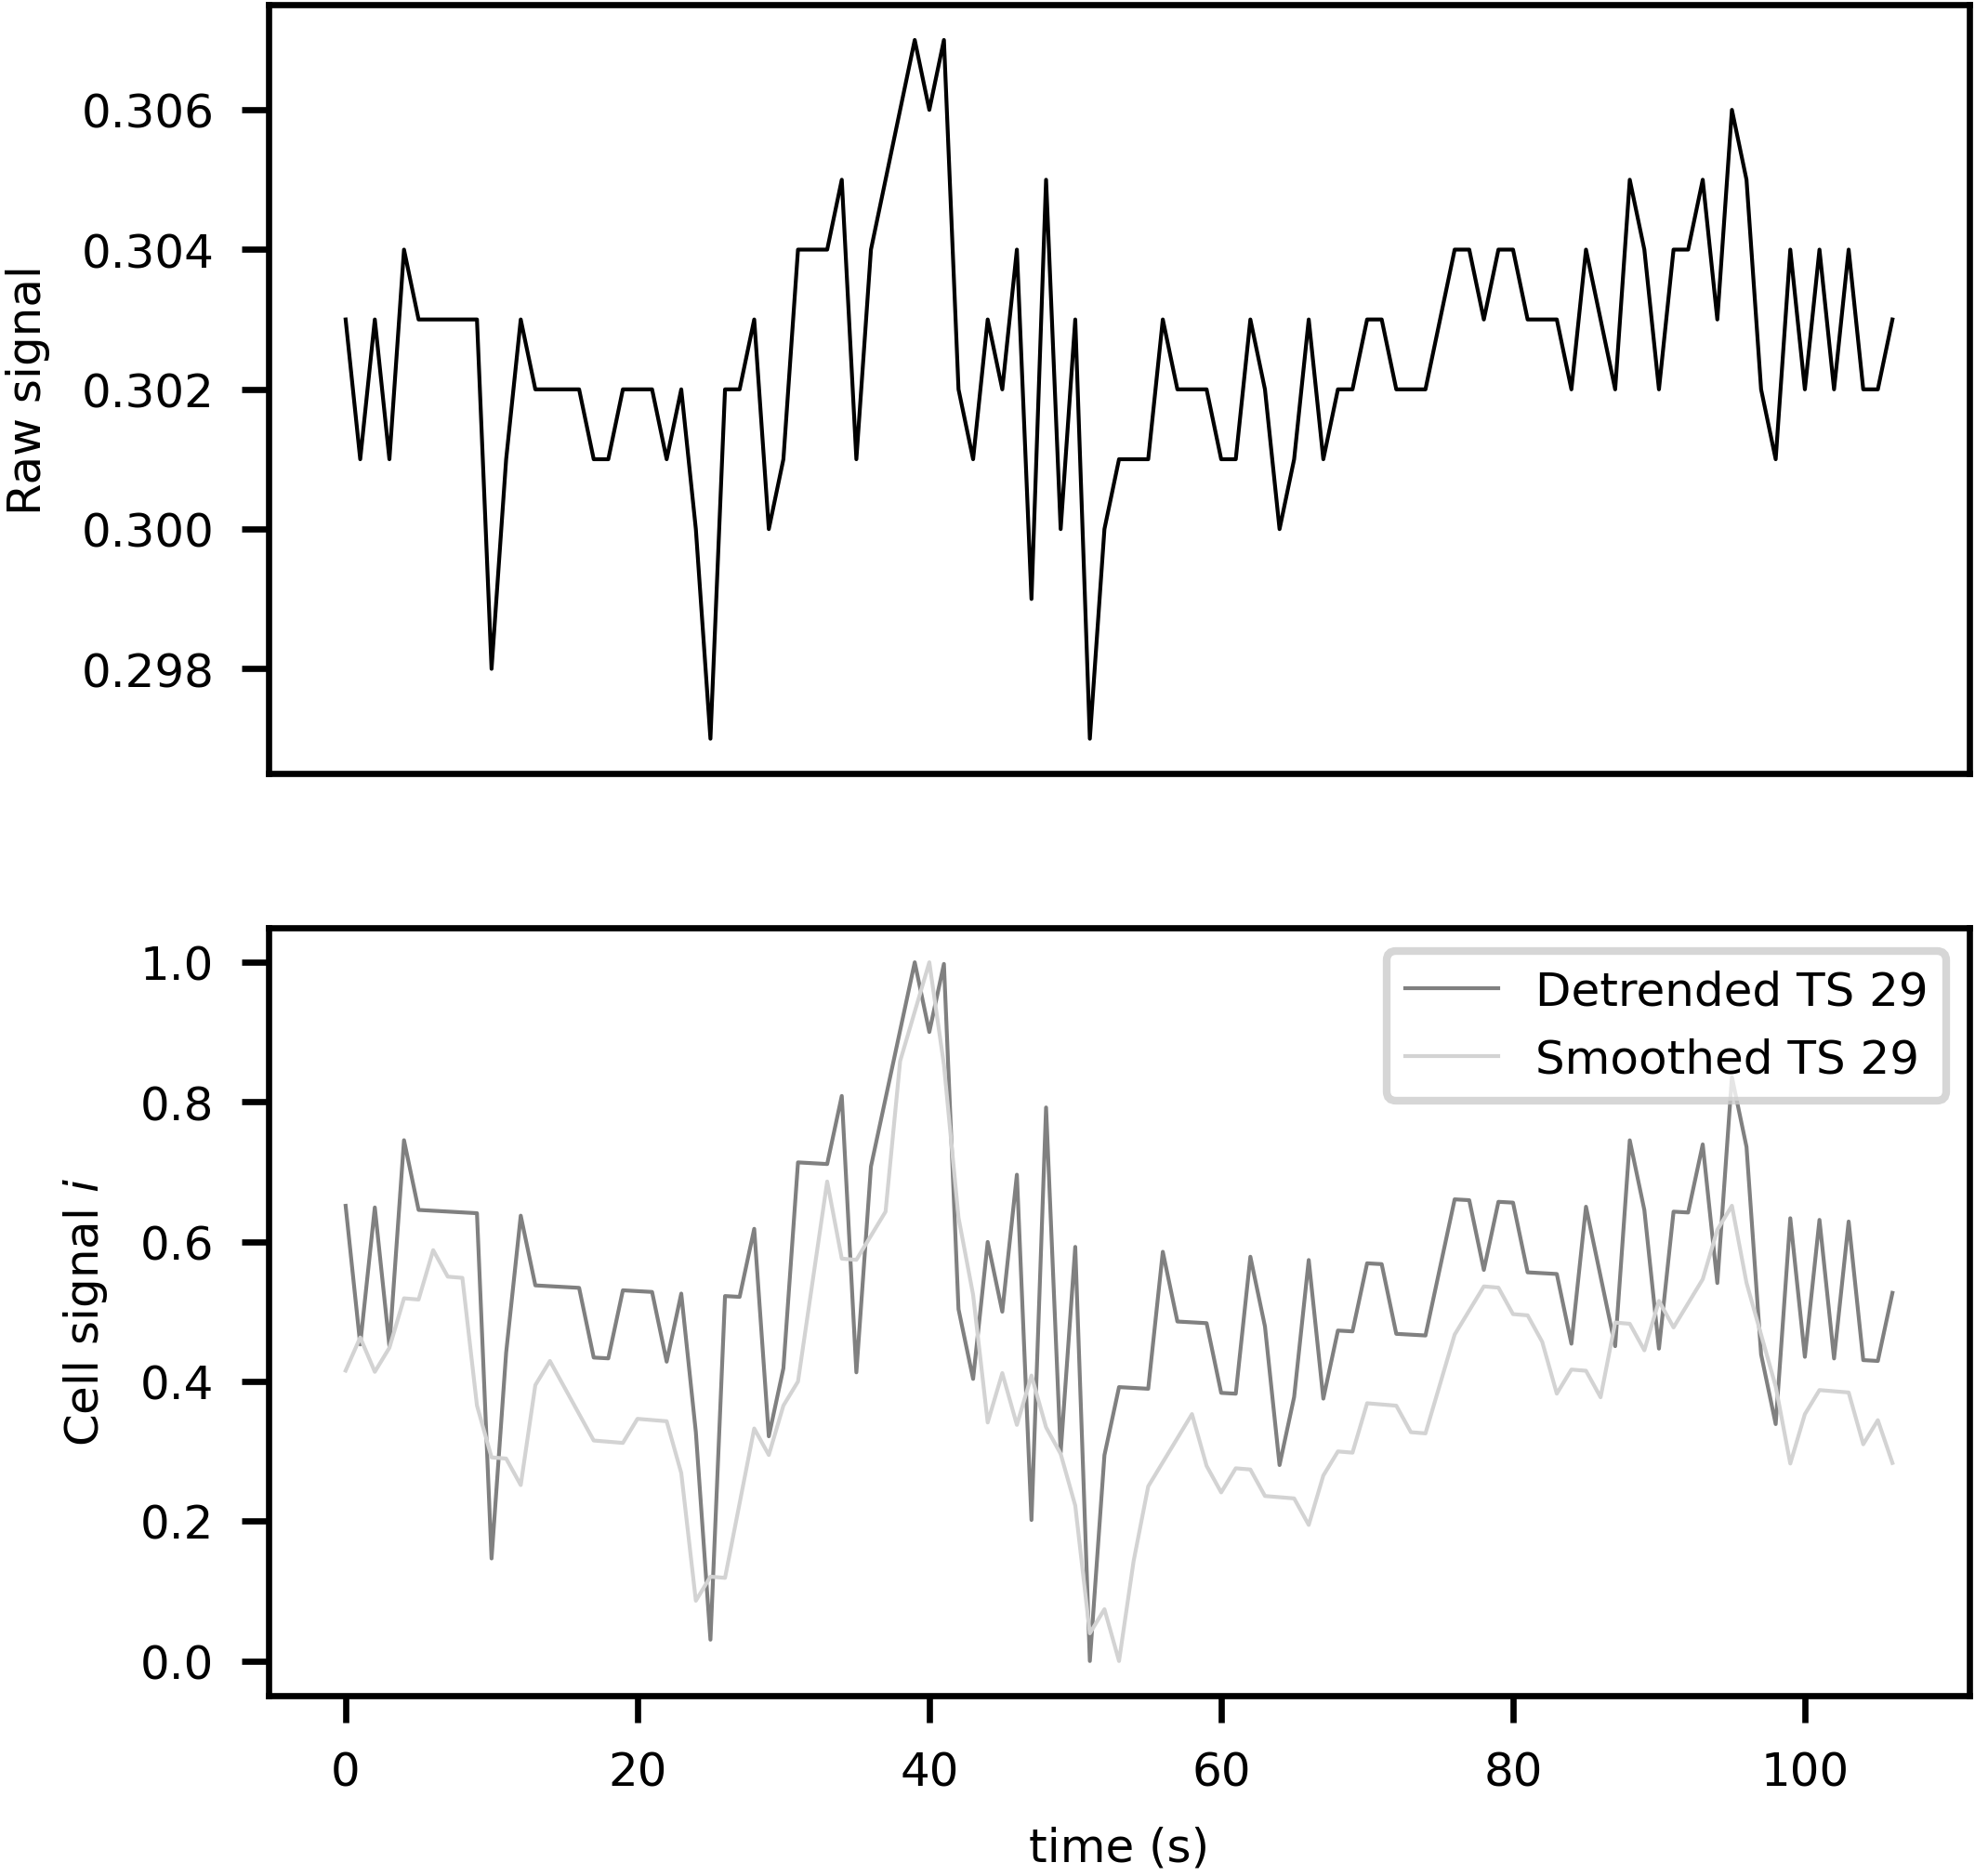 Raw signal
0.306
0.304
0.302
0.300
0.298
Cell signal i
1.0
0.8
0.6
0.4
0.2
0.0
Detrended TS 29
Smoothed TS 29
0 20 40 60 80 100
time (s)